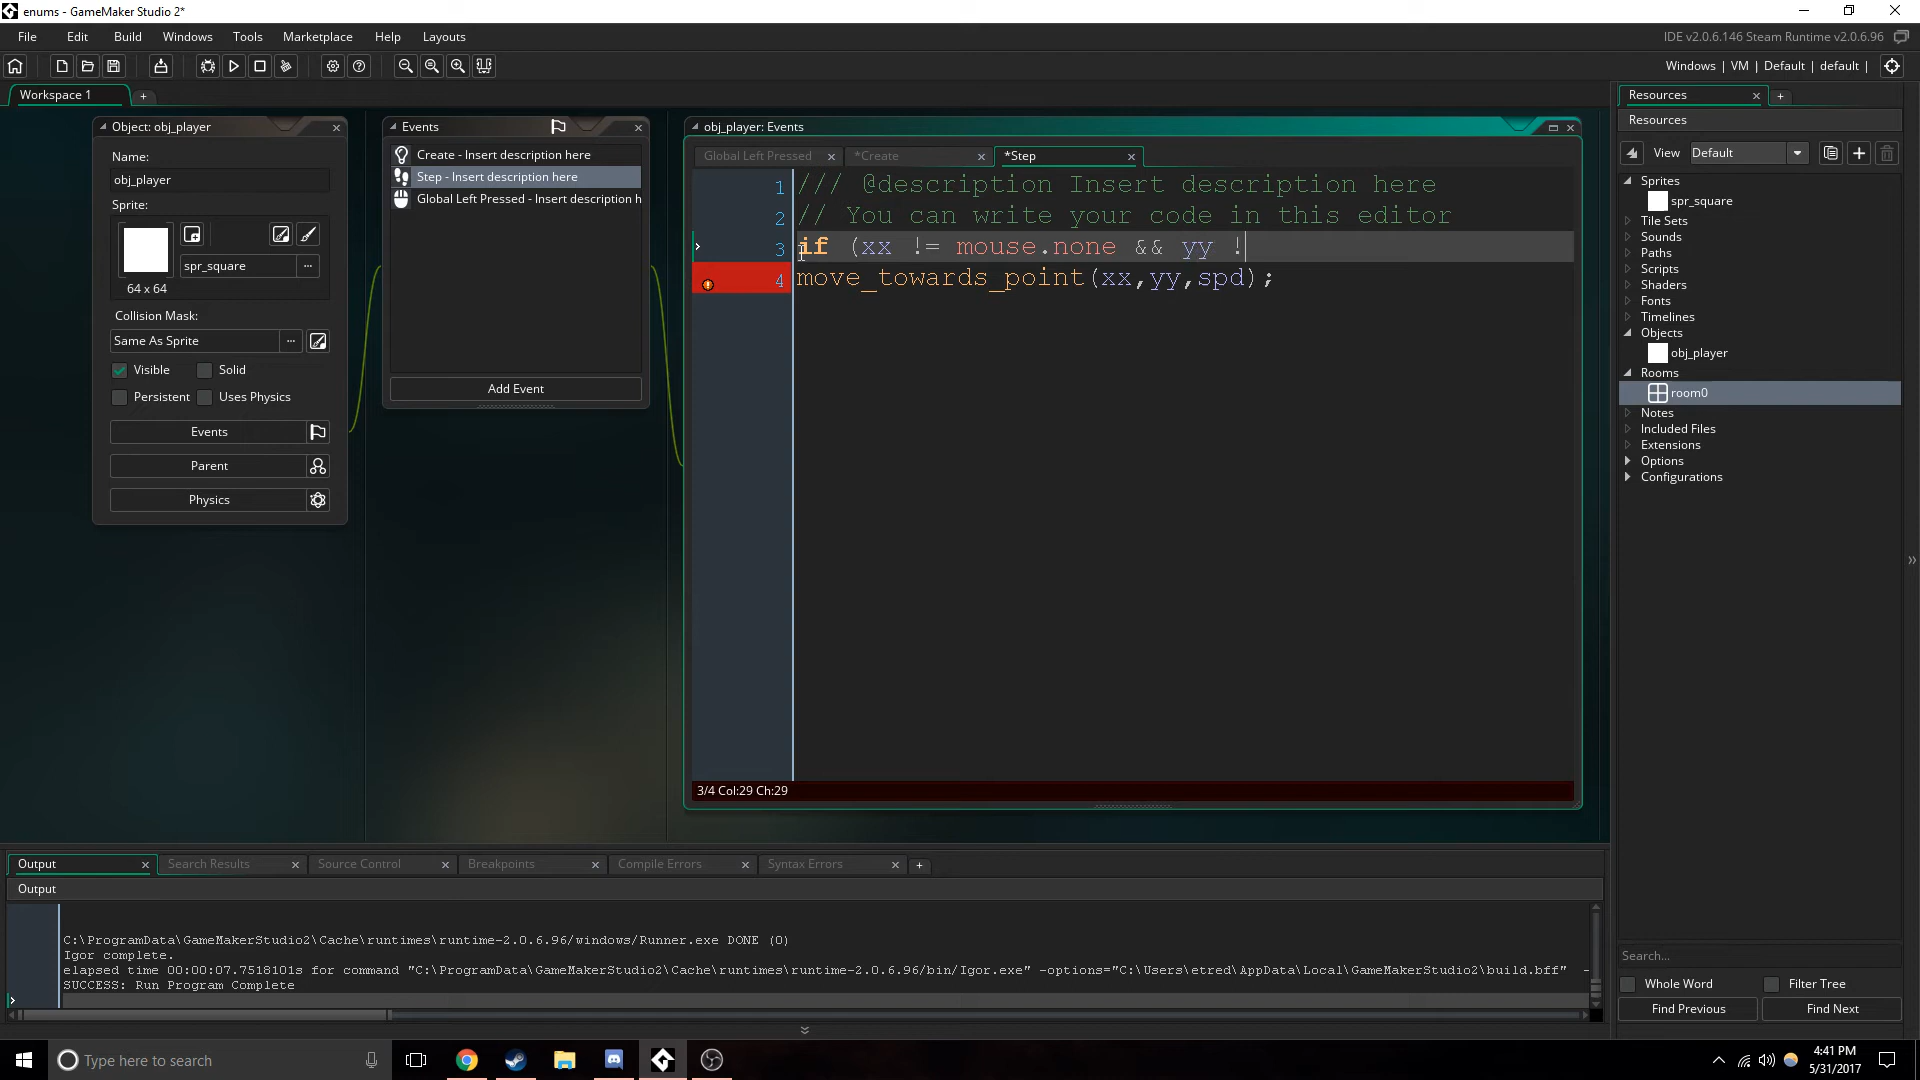 enums - GameMaker Studio 2*
File Edit Build Windows Tools Marketplace Help Layouts
IDE v2.0.6.146 Steam Runtime v2.0.6.96
Windows | VM | Default | default |
Workspace 1
Object: obj_player
Name:
obj_player
Sprite:
spr_square
64 x 64
Collision Mask:
Same As Sprite
Visible Solid
Persistent Uses Physics
Events
Parent
Physics
Events
Create - Insert description here
Step - Insert description here
Global Left Pressed - Insert description h
Add Event
obj_player: Events
Global Left Pressed *Create *Step
1 /// @description Insert description here
2 // You can write your code in this editor
3 if (xx != mouse.none && yy !
4 move_towards_point(xx,yy,spd);
3/4 Col:29 Ch:29
Resources
Resources
View Default
Sprites
spr_square
Tile Sets
Sounds
Paths
Scripts
Shaders
Fonts
Timelines
Objects
obj_player
Rooms
room0
Notes
Included Files
Extensions
Options
Configurations
Search...
Whole Word Filter Tree
Find Previous Find Next
Output Search Results Source Control Breakpoints Compile Errors Syntax Errors
Output
C:\ProgramData\GameMakerStudio2\Cache\runtimes\runtime-2.0.6.96/windows/Runner.exe DONE (0)
Igor complete.
elapsed time 00:00:07.7518101s for command "C:\ProgramData\GameMakerStudio2\Cache\runtimes\runtime-2.0.6.96/bin/Igor.exe" -options="C:\Users\etred\AppData\Local\GameMakerStudio2\build.bff" -
SUCCESS: Run Program Complete
Type here to search
4:41 PM
5/31/2017